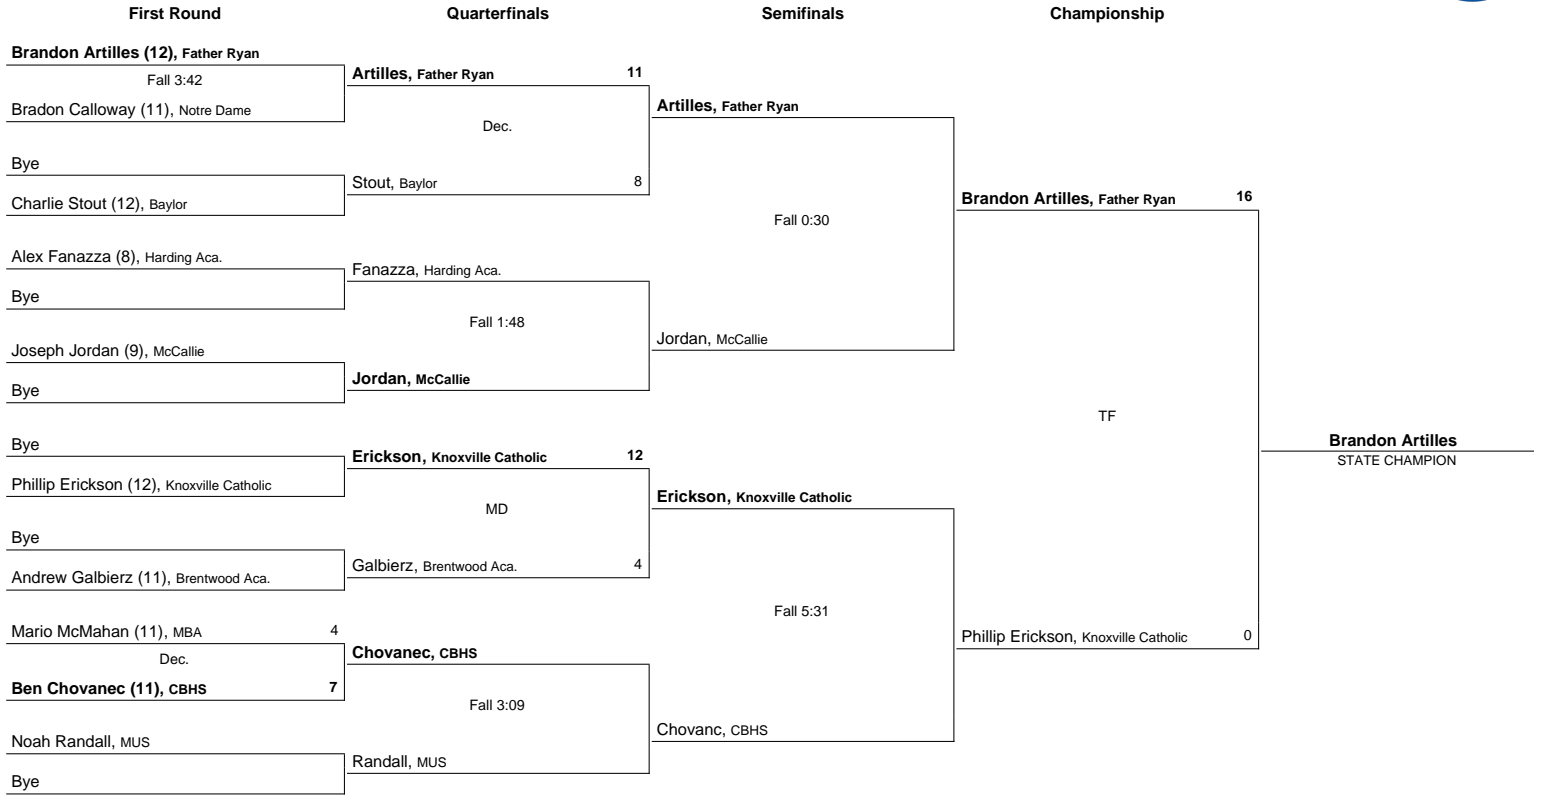 First Round
Quarterfinals
Semifinals
Championship
Brandon Artilles (12), Father Ryan
Fall 3:42
Bradon Calloway (11), Notre Dame
Bye
Charlie Stout (12), Baylor
Alex Fanazza (8), Harding Aca.
Bye
Joseph Jordan (9), McCallie
Bye
Bye
Phillip Erickson (12), Knoxville Catholic
Bye
Andrew Galbierz (11), Brentwood Aca.
Mario McMahan (11), MBA 4
Dec.
Ben Chovanec (11), CBHS 7
Noah Randall, MUS
Bye
Artilles, Father Ryan 11
Dec.
Stout, Baylor 8
Fanazza, Harding Aca.
Fall 1:48
Jordan, McCallie
Erickson, Knoxville Catholic 12
MD
Galbierz, Brentwood Aca. 4
Chovanec, CBHS
Fall 3:09
Randall, MUS
Artilles, Father Ryan
Fall 0:30
Jordan, McCallie
Erickson, Knoxville Catholic
Fall 5:31
Chovanc, CBHS
Brandon Artilles, Father Ryan 16
TF
Phillip Erickson, Knoxville Catholic 0
Brandon Artilles
STATE CHAMPION